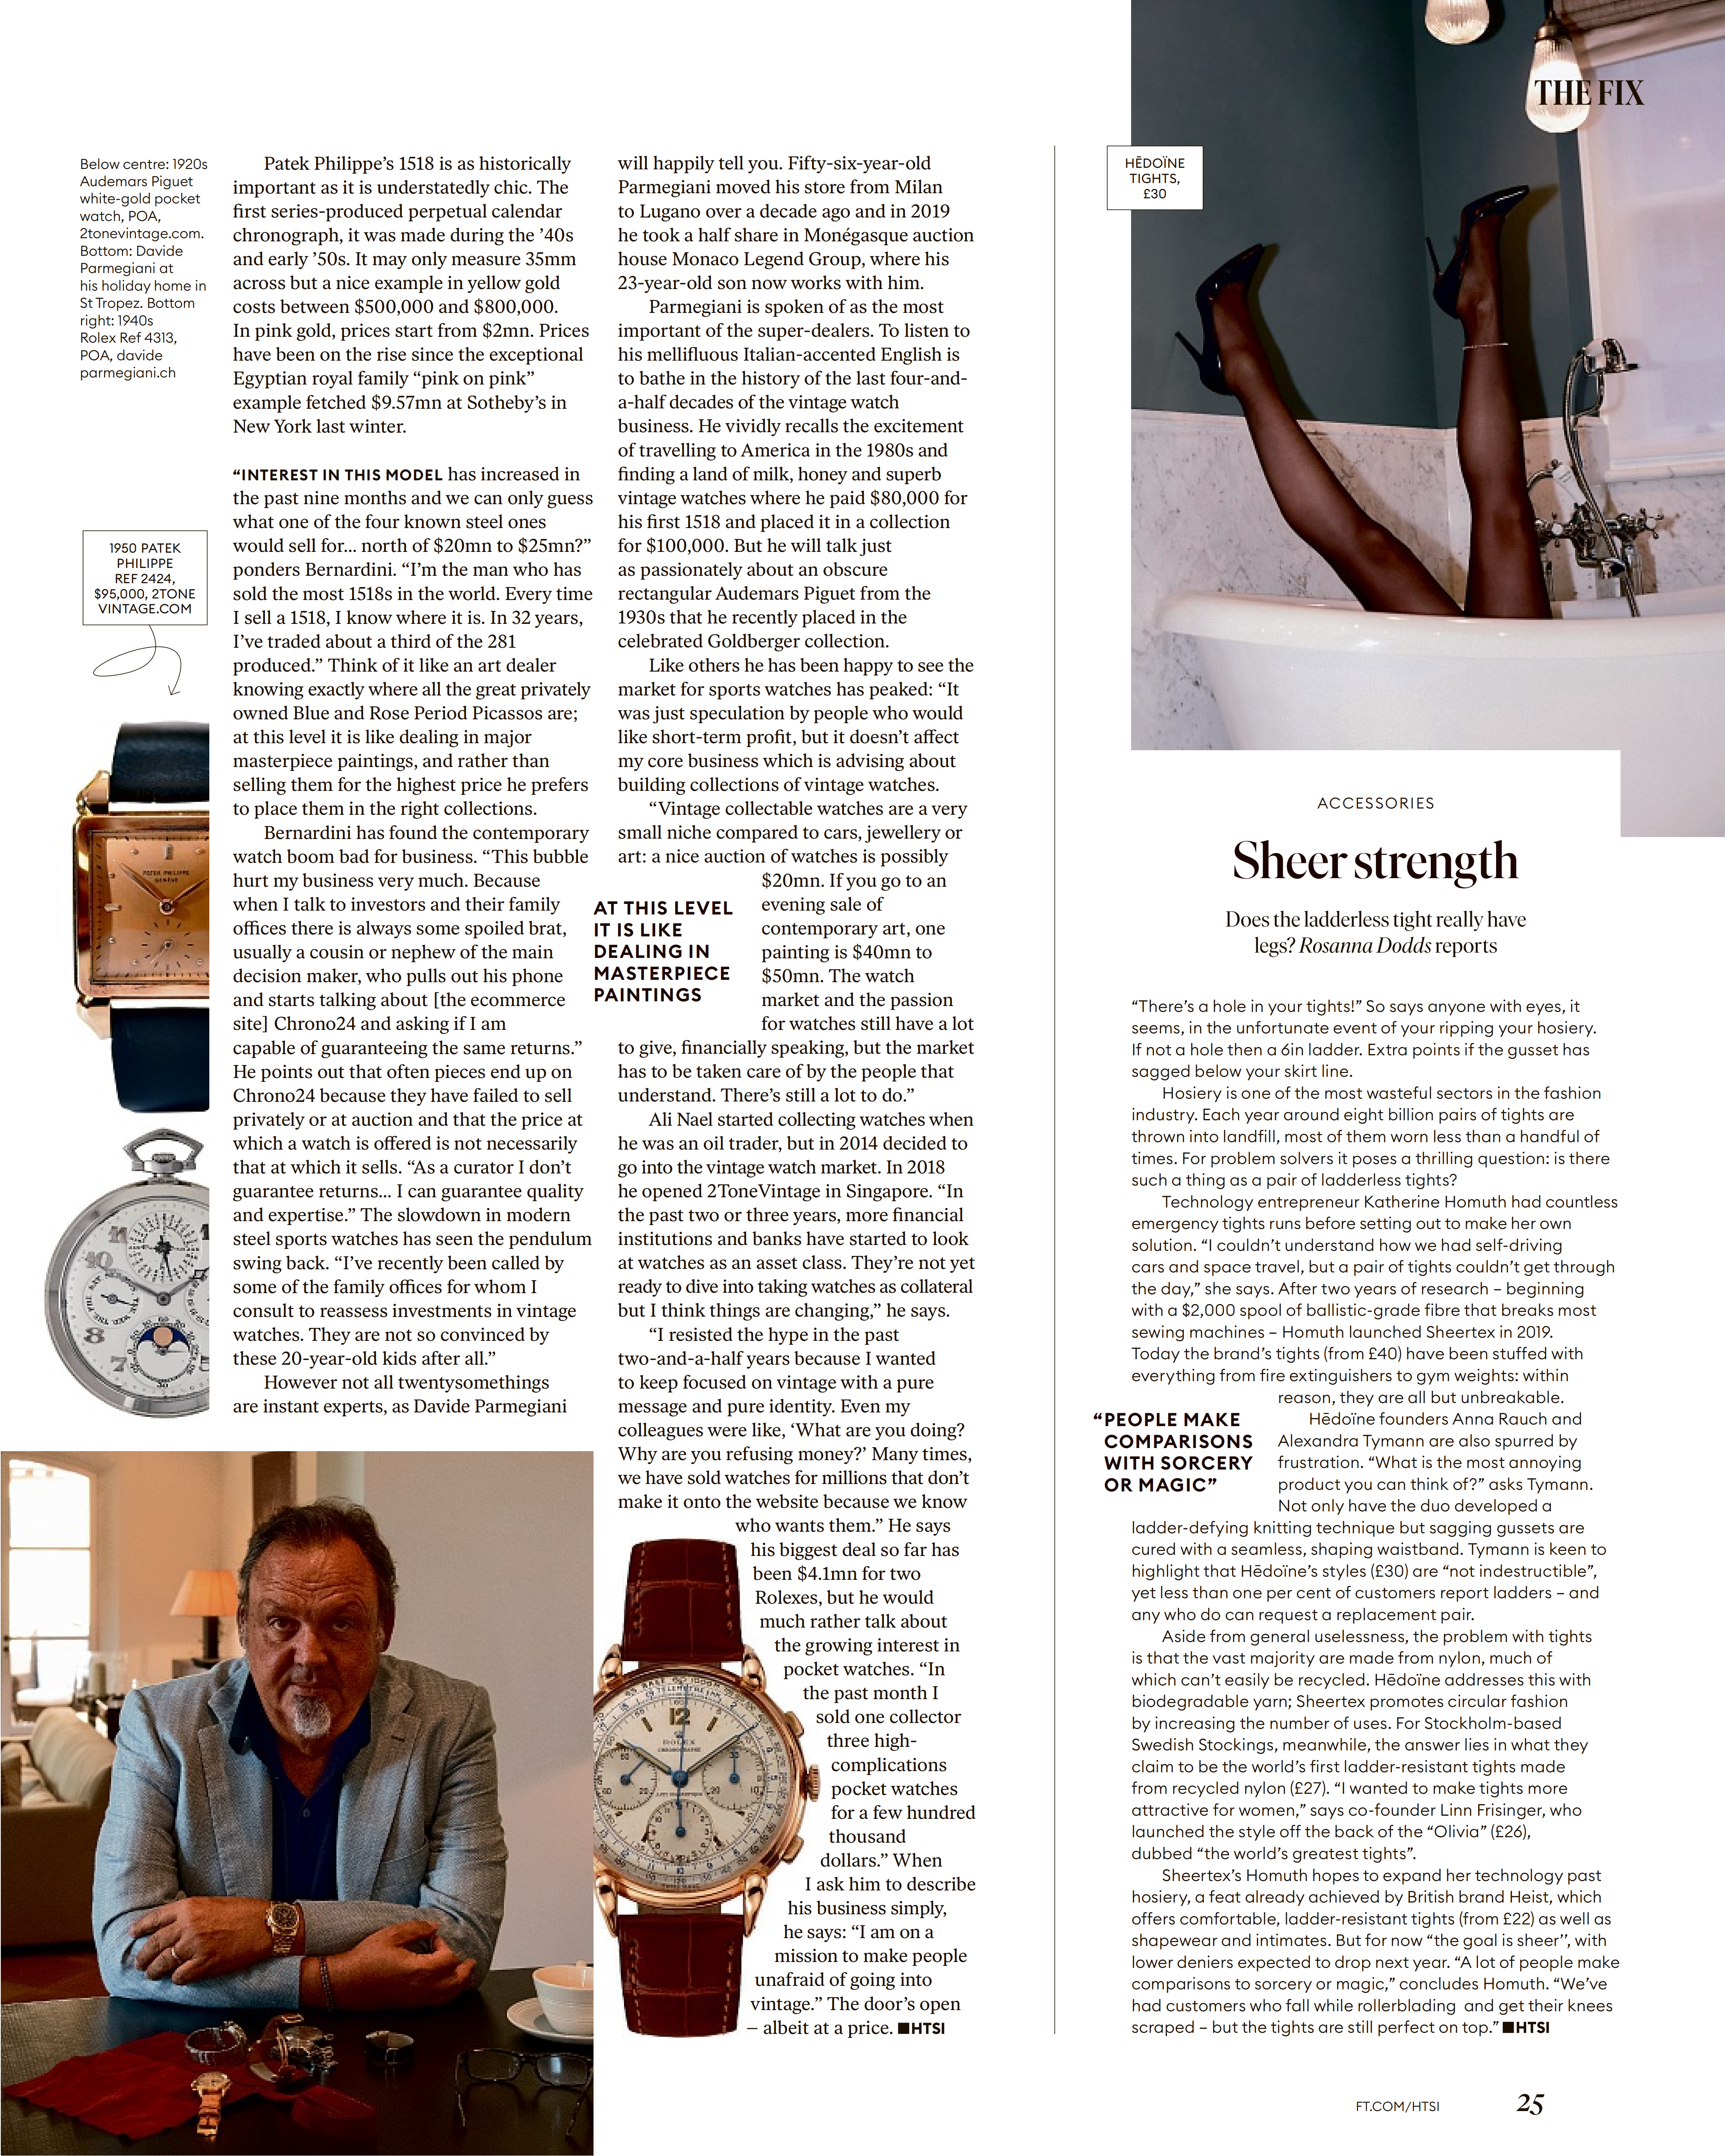 THE FIX
Below centre: 1920s
Audemars Piguet
white-gold pocket
watch, POA,
2tonevintage.com.
Bottom: Davide
Parmegiani at
his holiday home in
St Tropez. Bottom
right: 1940s
Rolex Ref 4313,
POA, davide
parmegiani.ch
1950 PATEK
PHILIPPE
REF 2424,
$95,000, 2TONE
VINTAGE.COM
PATEK PHILIPPE
GENÈVE
Patek Philippe’s 1518 is as historically
important as it is understatedly chic. The
first series-produced perpetual calendar
chronograph, it was made during the ’40s
and early ’50s. It may only measure 35mm
across but a nice example in yellow gold
costs between $500,000 and $800,000.
In pink gold, prices start from $2mn. Prices
have been on the rise since the exceptional
Egyptian royal family “pink on pink”
example fetched $9.57mn at Sotheby’s in
New York last winter.
“INTEREST IN THIS MODEL has increased in
the past nine months and we can only guess
what one of the four known steel ones
would sell for... north of $20mn to $25mn?”
ponders Bernardini. “I’m the man who has
sold the most 1518s in the world. Every time
I sell a 1518, I know where it is. In 32 years,
I’ve traded about a third of the 281
produced.” Think of it like an art dealer
knowing exactly where all the great privately
owned Blue and Rose Period Picassos are;
at this level it is like dealing in major
masterpiece paintings, and rather than
selling them for the highest price he prefers
to place them in the right collections.
Bernardini has found the contemporary
watch boom bad for business. “This bubble
hurt my business very much. Because
when I talk to investors and their family
offices there is always some spoiled brat,
usually a cousin or nephew of the main
decision maker, who pulls out his phone
and starts talking about [the ecommerce
site] Chrono24 and asking if I am
capable of guaranteeing the same returns.”
He points out that often pieces end up on
Chrono24 because they have failed to sell
privately or at auction and that the price at
which a watch is offered is not necessarily
that at which it sells. “As a curator I don’t
guarantee returns... I can guarantee quality
and expertise.” The slowdown in modern
steel sports watches has seen the pendulum
swing back. “I’ve recently been called by
some of the family offices for whom I
consult to reassess investments in vintage
watches. They are not so convinced by
these 20-year-old kids after all.”
However not all twentysomethings
are instant experts, as Davide Parmegiani
will happily tell you. Fifty-six-year-old
Parmegiani moved his store from Milan
to Lugano over a decade ago and in 2019
he took a half share in Monégasque auction
house Monaco Legend Group, where his
23-year-old son now works with him.
Parmegiani is spoken of as the most
important of the super-dealers. To listen to
his mellifluous Italian-accented English is
to bathe in the history of the last four-and-
a-half decades of the vintage watch
business. He vividly recalls the excitement
of travelling to America in the 1980s and
finding a land of milk, honey and superb
vintage watches where he paid $80,000 for
his first 1518 and placed it in a collection
for $100,000. But he will talk just
as passionately about an obscure
rectangular Audemars Piguet from the
1930s that he recently placed in the
celebrated Goldberger collection.
Like others he has been happy to see the
market for sports watches has peaked: “It
was just speculation by people who would
like short-term profit, but it doesn’t affect
my core business which is advising about
building collections of vintage watches.
“Vintage collectable watches are a very
small niche compared to cars, jewellery or
art: a nice auction of watches is possibly
$20mn. If you go to an
evening sale of
contemporary art, one
painting is $40mn to
$50mn. The watch
market and the passion
for watches still have a lot
to give, financially speaking, but the market
has to be taken care of by the people that
understand. There’s still a lot to do.”
AT THIS LEVEL
IT IS LIKE
DEALING IN
MASTERPIECE
PAINTINGS
Ali Nael started collecting watches when
he was an oil trader, but in 2014 decided to
go into the vintage watch market. In 2018
he opened 2ToneVintage in Singapore. “In
the past two or three years, more financial
institutions and banks have started to look
at watches as an asset class. They’re not yet
ready to dive into taking watches as collateral
but I think things are changing,” he says.
“I resisted the hype in the past
two-and-a-half years because I wanted
to keep focused on vintage with a pure
message and pure identity. Even my
colleagues were like, ‘What are you doing?
Why are you refusing money?’ Many times,
we have sold watches for millions that don’t
make it onto the website because we know
who wants them.” He says
his biggest deal so far has
been $4.1mn for two
Rolexes, but he would
much rather talk about
the growing interest in
pocket watches. “In
the past month I
sold one collector
three high-
complications
pocket watches
for a few hundred
thousand
dollars.” When
I ask him to describe
his business simply,
he says: “I am on a
mission to make people
unafraid of going into
vintage.” The door’s open
– albeit at a price. ■HTSI
12
ROLEX
HĒDOÏNE
TIGHTS,
£30
ACCESSORIES
Sheer strength
Does the ladderless tight really have
legs? Rosanna Dodds reports
“There’s a hole in your tights!” So says anyone with eyes, it
seems, in the unfortunate event of your ripping your hosiery.
If not a hole then a 6in ladder. Extra points if the gusset has
sagged below your skirt line.
Hosiery is one of the most wasteful sectors in the fashion
industry. Each year around eight billion pairs of tights are
thrown into landfill, most of them worn less than a handful of
times. For problem solvers it poses a thrilling question: is there
such a thing as a pair of ladderless tights?
Technology entrepreneur Katherine Homuth had countless
emergency tights runs before setting out to make her own
solution. “I couldn’t understand how we had self-driving
cars and space travel, but a pair of tights couldn’t get through
the day,” she says. After two years of research – beginning
with a $2,000 spool of ballistic-grade fibre that breaks most
sewing machines – Homuth launched Sheertex in 2019.
Today the brand’s tights (from £40) have been stuffed with
everything from fire extinguishers to gym weights: within
reason, they are all but unbreakable.
“PEOPLE MAKE
COMPARISONS
WITH SORCERY
OR MAGIC”
Hēdoïne founders Anna Rauch and
Alexandra Tymann are also spurred by
frustration. “What is the most annoying
product you can think of?” asks Tymann.
Not only have the duo developed a
ladder-defying knitting technique but sagging gussets are
cured with a seamless, shaping waistband. Tymann is keen to
highlight that Hēdoïne’s styles (£30) are “not indestructible”,
yet less than one per cent of customers report ladders – and
any who do can request a replacement pair.
Aside from general uselessness, the problem with tights
is that the vast majority are made from nylon, much of
which can’t easily be recycled. Hēdoïne addresses this with
biodegradable yarn; Sheertex promotes circular fashion
by increasing the number of uses. For Stockholm-based
Swedish Stockings, meanwhile, the answer lies in what they
claim to be the world’s first ladder-resistant tights made
from recycled nylon (£27). “I wanted to make tights more
attractive for women,” says co-founder Linn Frisinger, who
launched the style off the back of the “Olivia” (£26),
dubbed “the world’s greatest tights”.
Sheertex’s Homuth hopes to expand her technology past
hosiery, a feat already achieved by British brand Heist, which
offers comfortable, ladder-resistant tights (from £22) as well as
shapewear and intimates. But for now “the goal is sheer’’, with
lower deniers expected to drop next year. “A lot of people make
comparisons to sorcery or magic,” concludes Homuth. “We’ve
had customers who fall while rollerblading and get their knees
scraped – but the tights are still perfect on top.” ■HTSI
FT.COM/HTSI
25